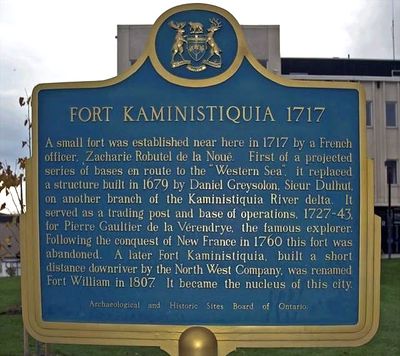 FORT KAMINISTIQUIA 1717
A small fort was established near here in 1717 by a French
officer, Zacharie Robutel de la Nouë. First of a projected
series of bases en route to the "Western Sea", it replaced
a structure built in 1679 by Daniel Greysolon, Sieur Dulhut,
on another branch of the Kaministiquia River delta. It
served as a trading post and base of operations, 1727-43,
for Pierre Gaultier de la Vérendrye, the famous explorer.
Following the conquest of New France in 1760 this fort was
abandoned. A later Fort Kaministiquia, built a short
distance downriver by the North West Company, was renamed
Fort William in 1807. It became the nucleus of this city.
Archaeological and Historic Sites Board of Ontario.